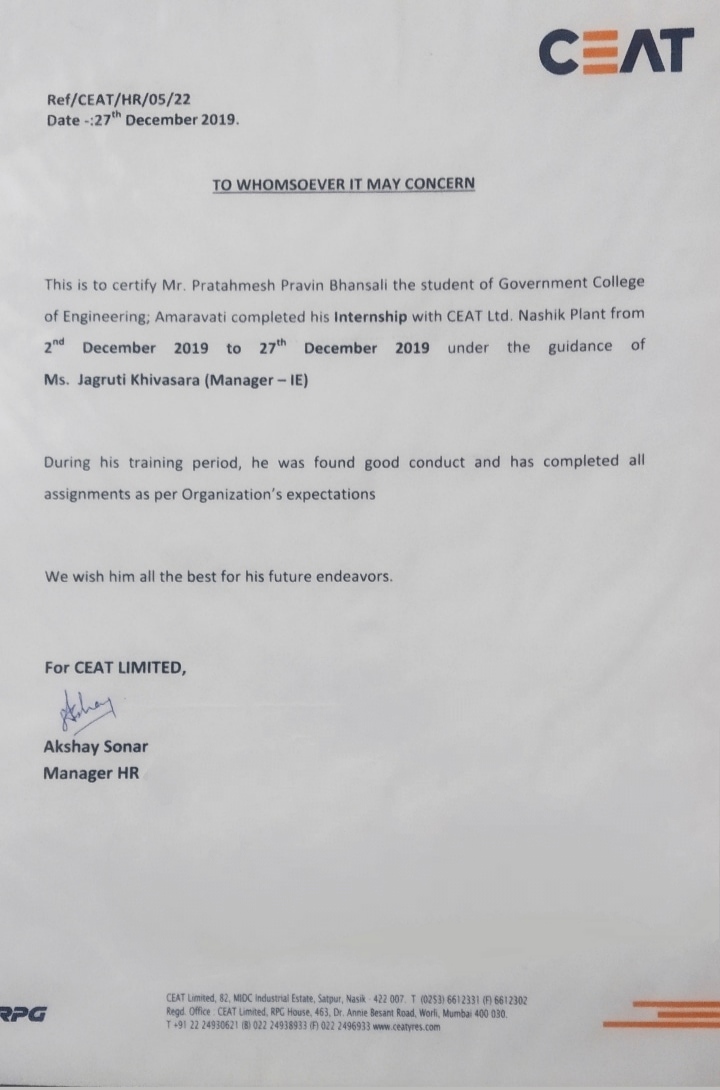 CEAT
Ref/CEAT/HR/05/22
Date -:27th December 2019.
TO WHOMSOEVER IT MAY CONCERN
This is to certify Mr. Pratahmesh Pravin Bhansali the student of Government College
of Engineering; Amaravati completed his Internship with CEAT Ltd. Nashik Plant from
2nd December 2019 to 27th December 2019 under the guidance of
Ms. Jagruti Khivasara (Manager – IE)
During his training period, he was found good conduct and has completed all
assignments as per Organization's expectations
We wish him all the best for his future endeavors.
For CEAT LIMITED,
Akshay
Akshay Sonar
Manager HR
RPG
CEAT Limited, 82, MIDC Industrial Estate, Satpur, Nasik - 422 007. T (0253) 6612331 (F) 6612302
Regd. Office : CEAT Limited, RPG House, 463, Dr. Annie Besant Road, Worli, Mumbai 400 030.
T +91 22 24930621 (B) 022 24938933 (F) 022 2496933 www.ceatyres.com